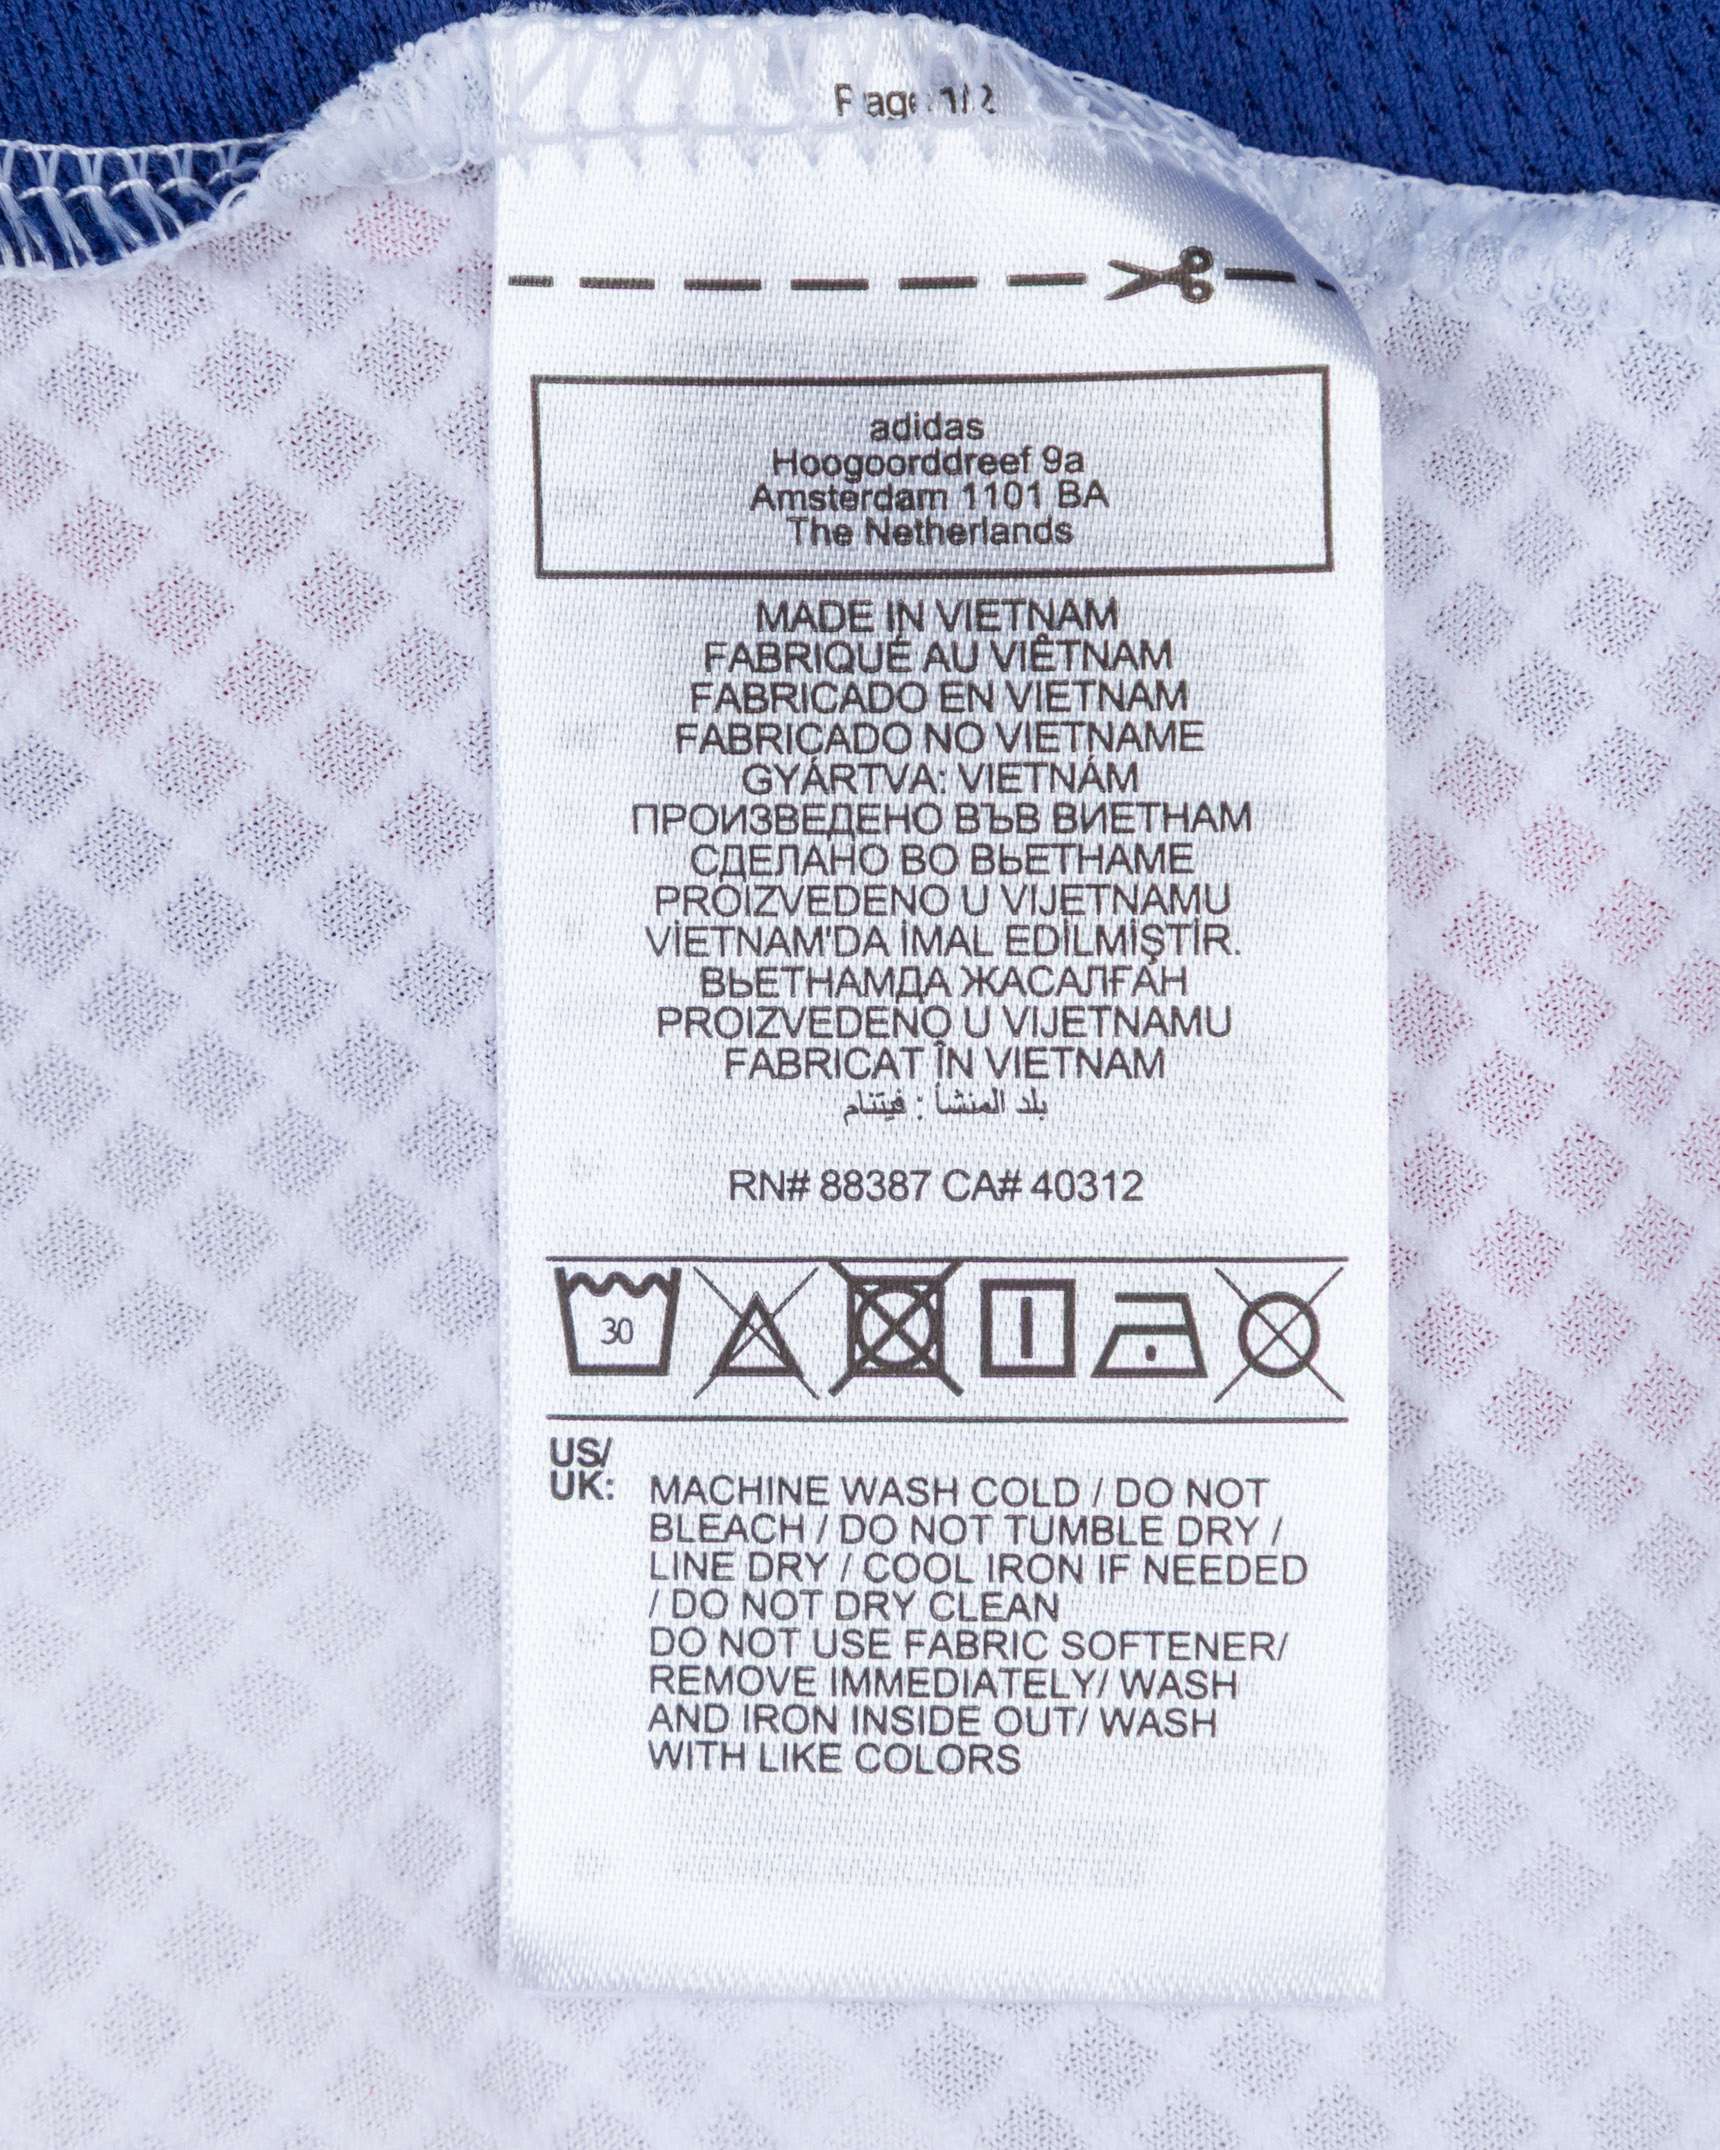 Page 1/2
adidas
Hoogoorddreef 9a
Amsterdam 1101 BA
The Netherlands
MADE IN VIETNAM
FABRIQUÉ AU VIÊTNAM
FABRICADO EN VIETNAM
FABRICADO NO VIETNAME
GYÁRTVA: VIETNÁM
ПРОИЗВЕДЕНО ВЪВ ВИЕТНАМ
СДЕЛАНО ВО ВЬЕТНАМЕ
PROIZVEDENO U VIJETNAMU
VİETNAM'DA İMAL EDİLMİŞTİR.
ВЬЕТНАМДА ЖАСАЛҒАН
PROIZVEDENO U VIJETNAMU
FABRICAT ÎN VIETNAM
بلد المنشأ : فيتنام
RN# 88387 CA# 40312
30
US/
UK: MACHINE WASH COLD / DO NOT
BLEACH / DO NOT TUMBLE DRY /
LINE DRY / COOL IRON IF NEEDED
/ DO NOT DRY CLEAN
DO NOT USE FABRIC SOFTENER/
REMOVE IMMEDIATELY/ WASH
AND IRON INSIDE OUT/ WASH
WITH LIKE COLORS